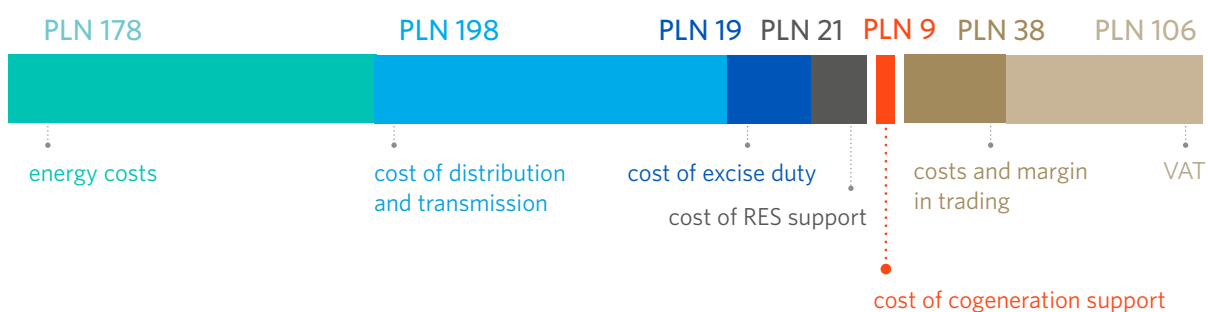 PLN 178 PLN 198 PLN 19 PLN 21 PLN 9 PLN 38 PLN 106
energy costs
cost of distribution
and transmission
cost of excise duty
cost of RES support
cost of cogeneration support
costs and margin
in trading
VAT